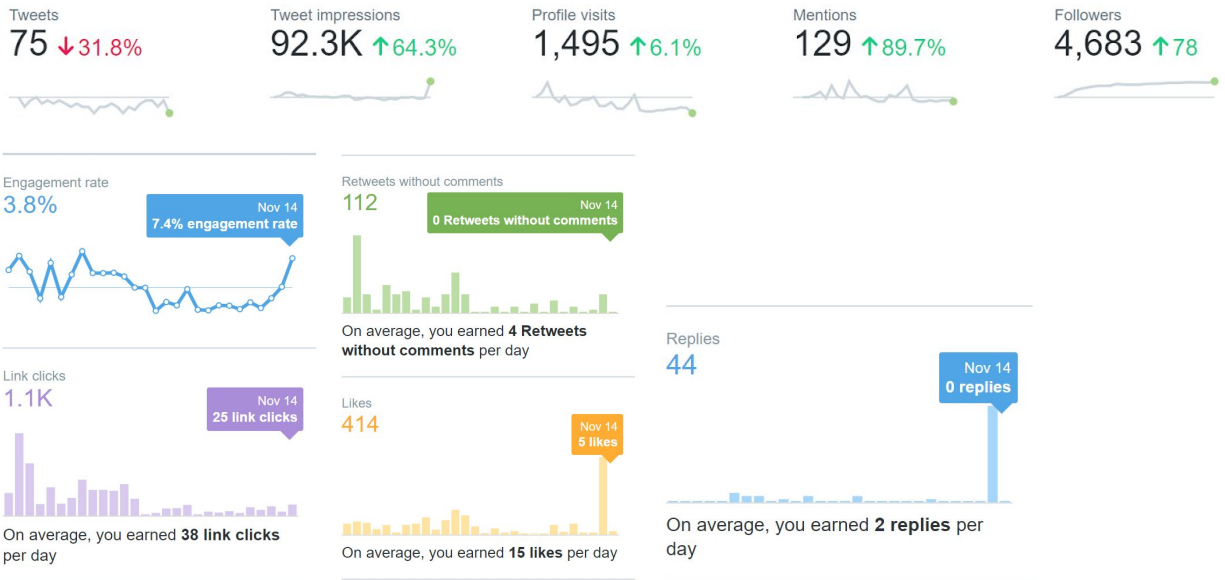 Tweets
75 ↓31.8%
Tweet impressions
92.3K ↑64.3%
Profile visits
1,495 ↑6.1%
Mentions
129 ↑89.7%
Followers
4,683 ↑78
Engagement rate
3.8%
Nov 14
7.4% engagement rate
Link clicks
1.1K
Nov 14
25 link clicks
On average, you earned 38 link clicks
per day
Retweets without comments
112
Nov 14
0 Retweets without comments
On average, you earned 4 Retweets
without comments per day
Likes
414
Nov 14
5 likes
On average, you earned 15 likes per day
Replies
44
Nov 14
0 replies
On average, you earned 2 replies per
day